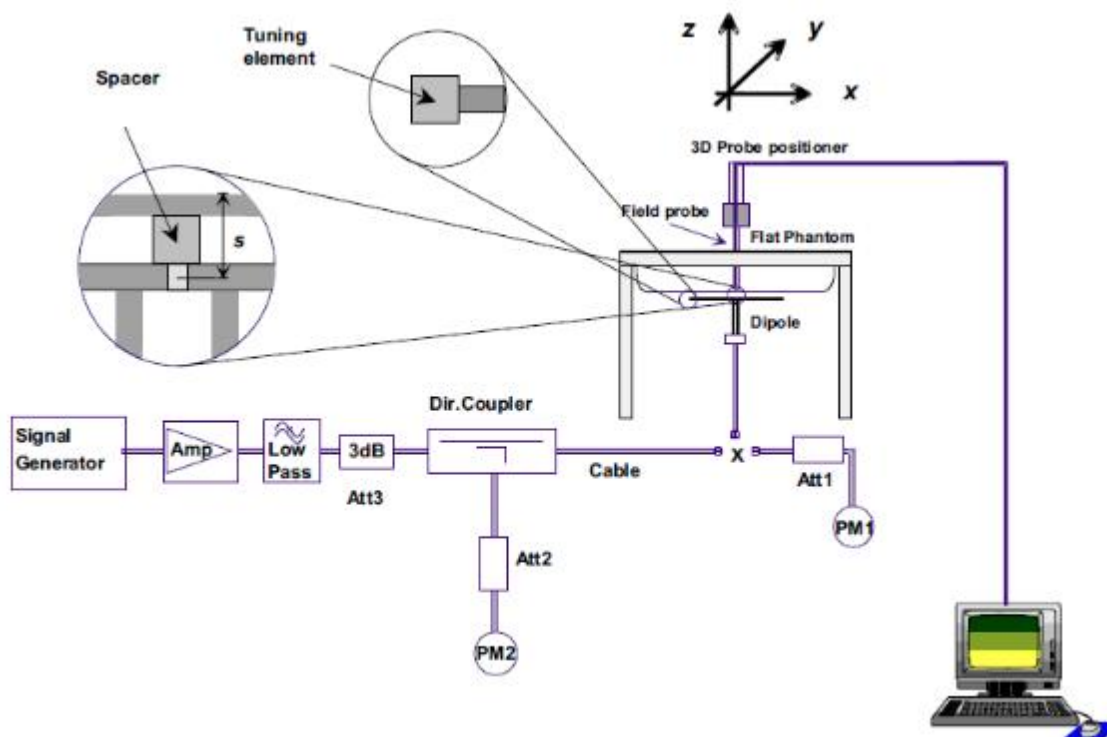 Tuning
element
Spacer
s
z
y
x
3D Probe positioner
Field probe
Flat Phantom
Dipole
Dir.Coupler
Signal
Generator
Amp
Low
Pass
3dB
Att3
Cable
x
Att1
PM1
Att2
PM2